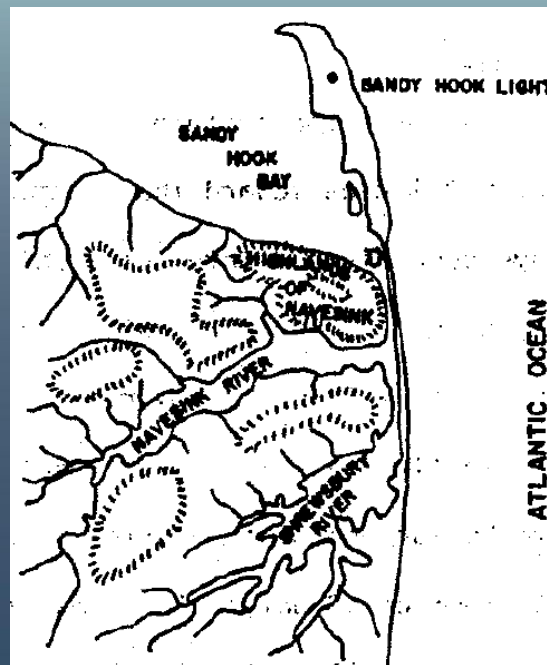 SANDY HOOK LIGHT
SANDY
HOOK
BAY
HIGHLANDS
OF
NAVESINK
NAVESINK RIVER
SHREWSBURY
RIVER
ATLANTIC OCEAN